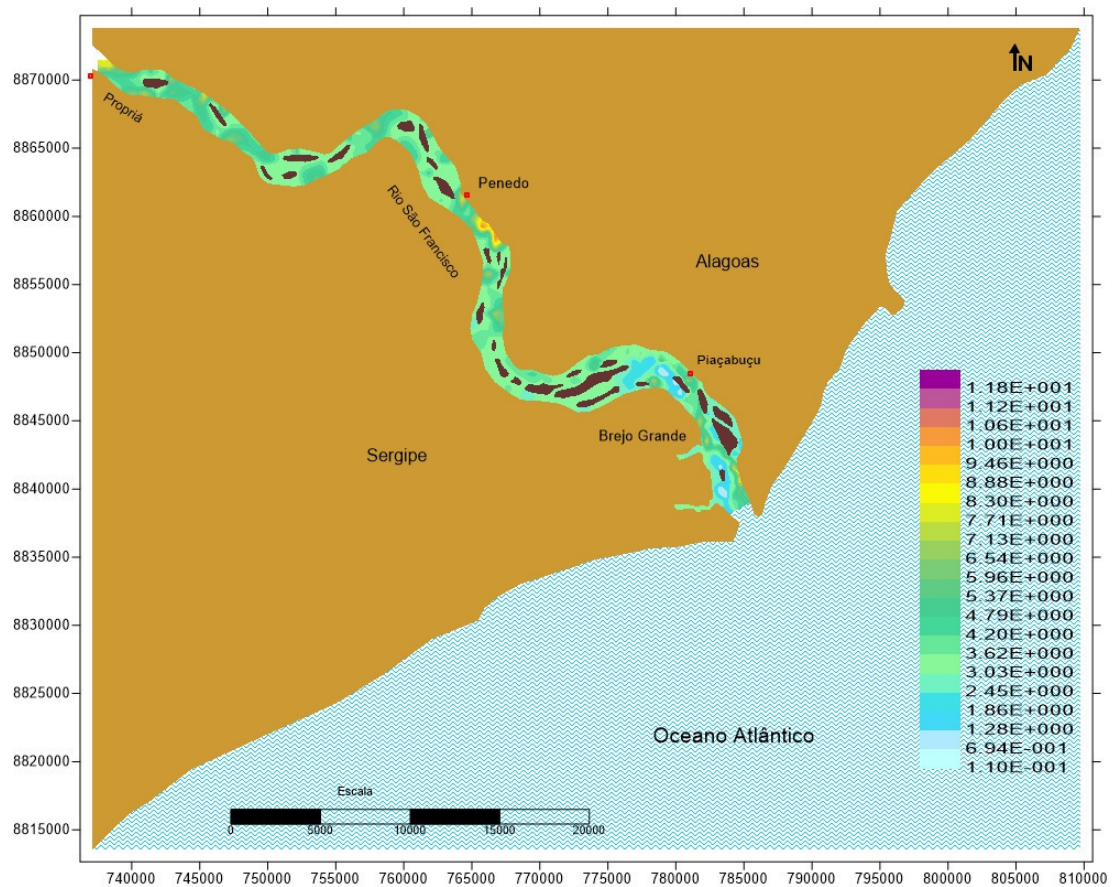 N
8870000
Propriá
8865000
Penedo
8860000
Rio São Francisco
Alagoas
8855000
8850000
Piaçabuçu
8845000
Brejo Grande
Sergipe
8840000
8835000
8830000
8825000
8820000
8815000
Oceano Atlântico
1.18E+001
1.12E+001
1.06E+001
1.00E+001
9.46E+000
8.88E+000
8.30E+000
7.71E+000
7.13E+000
6.54E+000
5.96E+000
5.37E+000
4.79E+000
4.20E+000
3.62E+000
3.03E+000
2.45E+000
1.86E+000
1.28E+000
6.94E-001
1.10E-001
Escala
0 5000 10000 15000 20000
740000 745000 750000 755000 760000 765000 770000 775000 780000 785000 790000 795000 800000 805000 810000